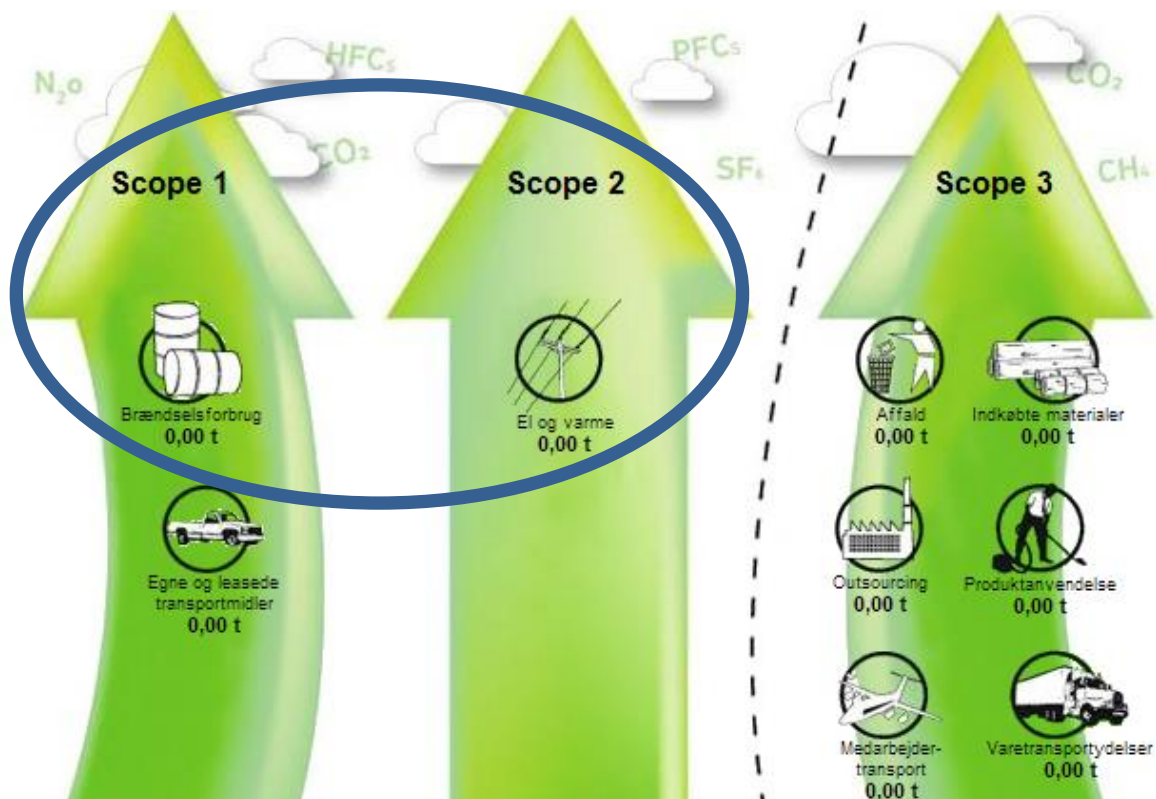 N₂O
HFCs
CO₂
PFCs
SF₆
CO₂
CH₄
Scope 1
Scope 2
Scope 3
Brændselsforbrug
0,00 t
Egne og leasede
transportmidler
0,00 t
El og varme
0,00 t
Affald
0,00 t
Indkøbte materialer
0,00 t
Outsourcing
0,00 t
Produktanvendelse
0,00 t
Medarbejder-
transport
0,00 t
Varetransportydelser
0,00 t